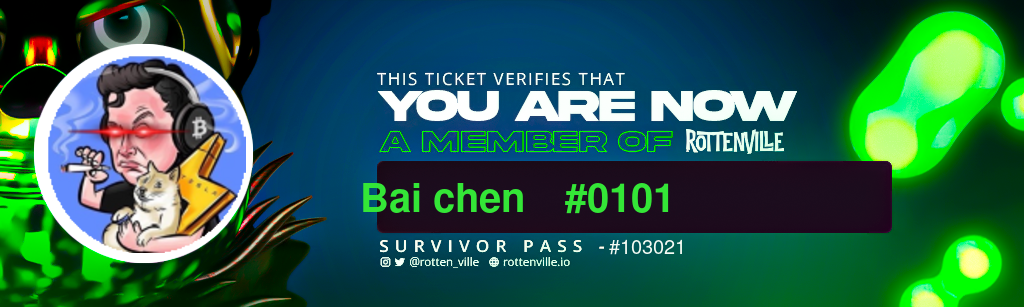 THIS TICKET VERIFIES THAT
YOU ARE NOW
A MEMBER OF ROTTENVILLE
Bai chen #0101
SURVIVOR PASS - #103021
@rotten_ville rottenville.io
B
TESLA